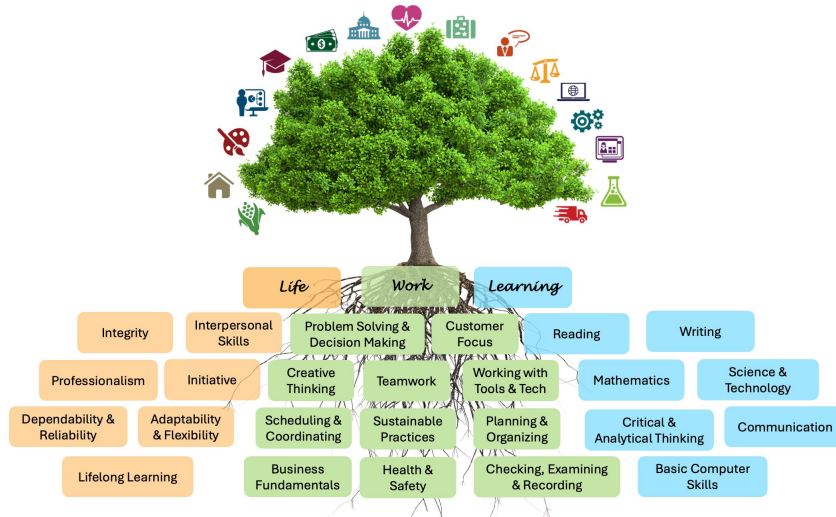 Life
Work
Learning
Integrity
Interpersonal
Skills
Problem Solving &
Decision Making
Customer
Focus
Reading
Writing
Professionalism
Initiative
Creative
Thinking
Teamwork
Working with
Tools & Tech
Mathematics
Science &
Technology
Dependability &
Reliability
Adaptability
& Flexibility
Scheduling &
Coordinating
Sustainable
Practices
Planning &
Organizing
Critical &
Analytical Thinking
Communication
Lifelong Learning
Business
Fundamentals
Health &
Safety
Checking, Examining
& Recording
Basic Computer
Skills